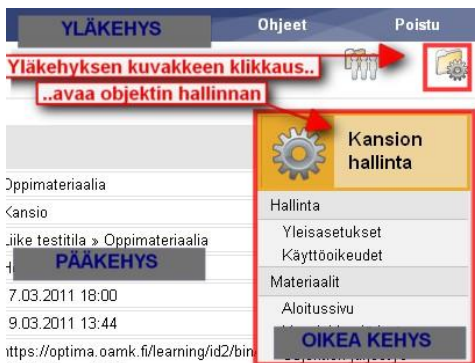 YLÄKEHYS Ohjeet Poistu
Yläkehyksen kuvakkeen klikkaus..
..avaa objektin hallinnan
Kansion
hallinta
Oppimateriaalia
Kansio
Liike testitila » Oppimateriaalia
PÄÄKEHYS
7.03.2011 18:00
9.03.2011 13:44
https://optima.oamk.fi/learning/id2/bin
Hallinta
Yleisasetukset
Käyttöoikeudet
Materiaalit
Aloitussivu
OIKEA KEHYS